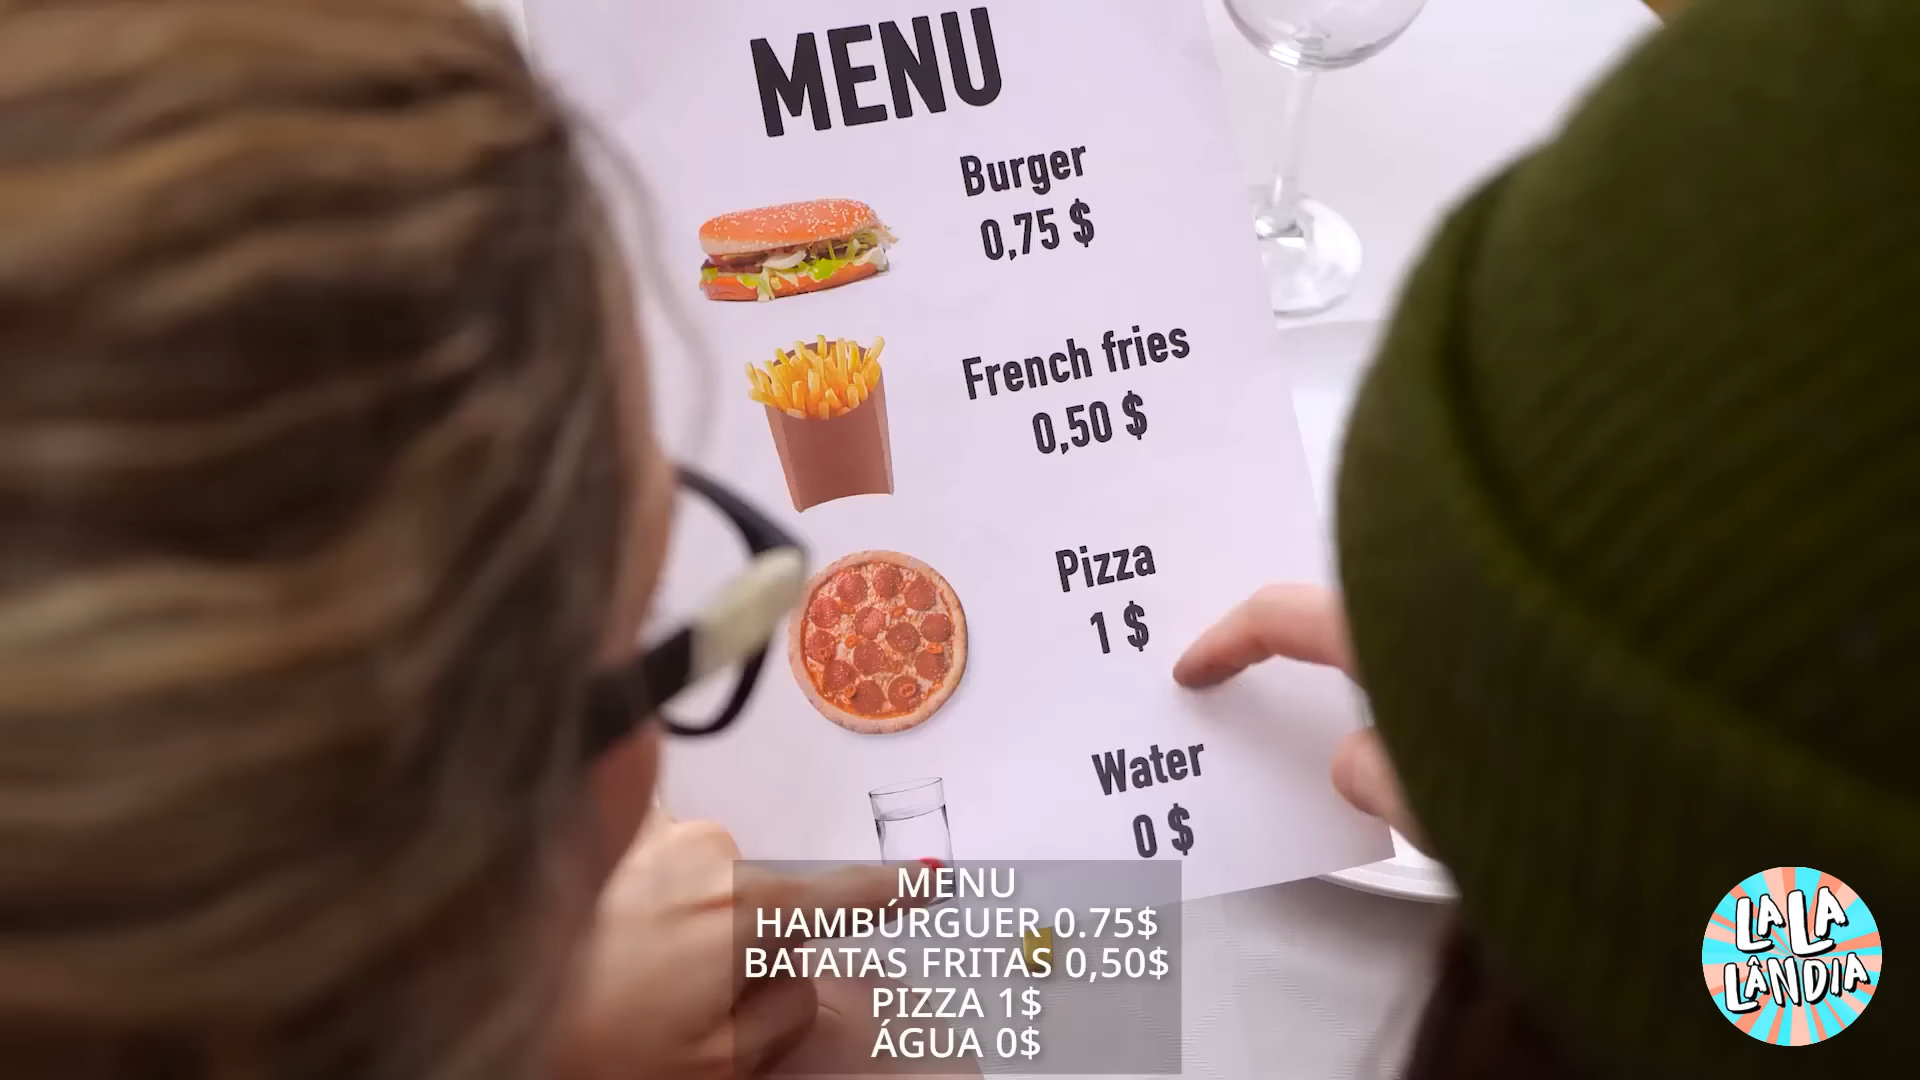 MENU
Burger
0,75 $
French fries
0,50 $
Pizza
1 $
Water
0 $
MENU
HAMBÚRGUER 0.75$
BATATAS FRITAS 0,50$
PIZZA 1$
ÁGUA 0$
LA LA
LÂNDIA